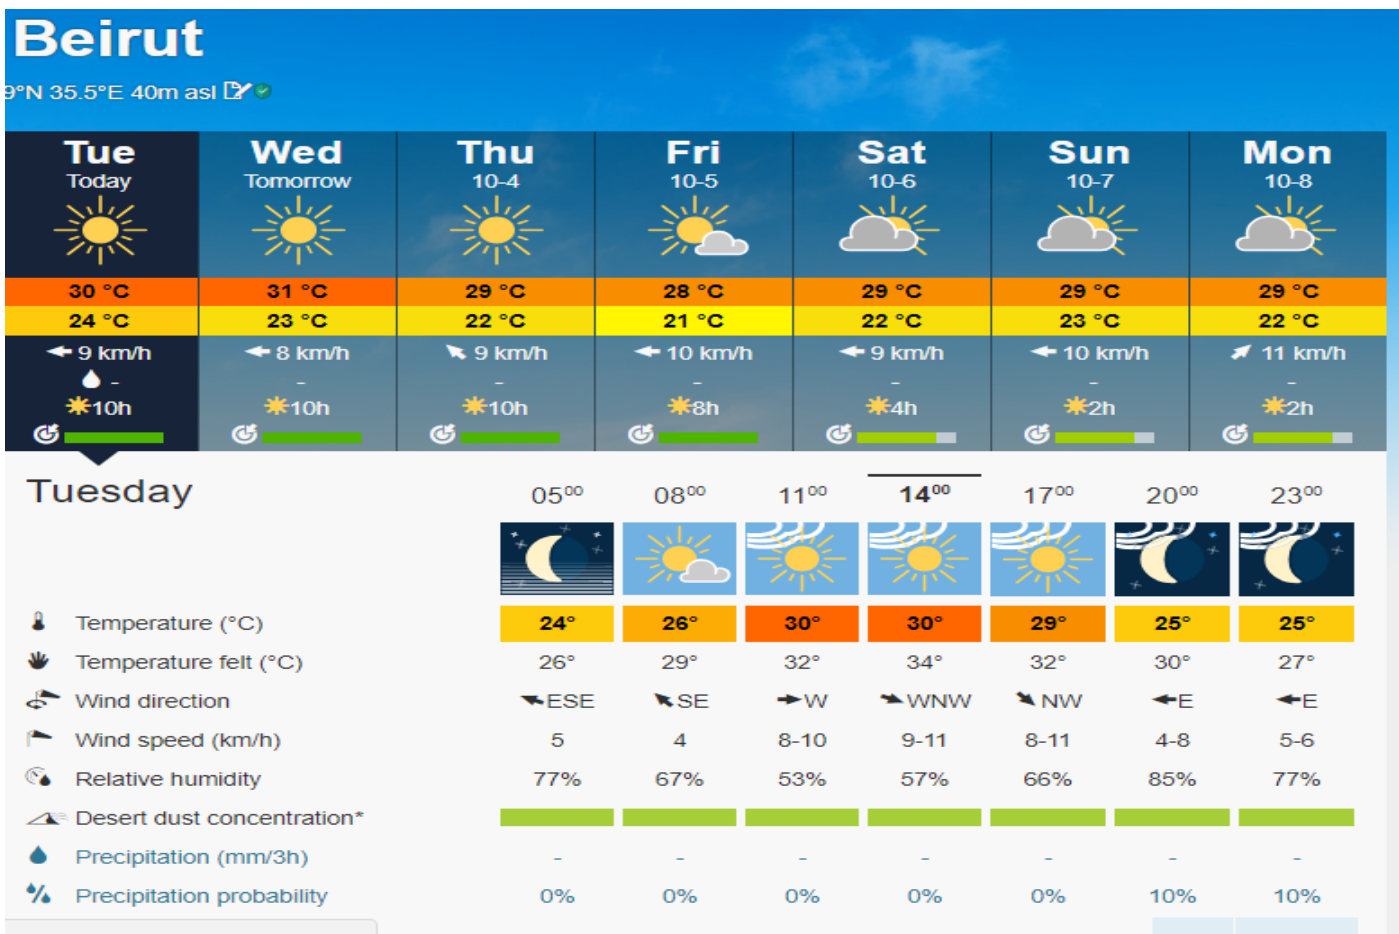 Beirut
9°N 35.5°E 40m asl
Tue Wed Thu Fri Sat Sun Mon
Today Tomorrow 10-4 10-5 10-6 10-7 10-8
30 °C 31 °C 29 °C 28 °C 29 °C 29 °C 29 °C
24 °C 23 °C 22 °C 21 °C 22 °C 23 °C 22 °C
9 km/h 8 km/h 9 km/h 10 km/h 9 km/h 10 km/h 11 km/h
- - - - - - -
10h 10h 10h 8h 4h 2h 2h
Tuesday 05⁰⁰ 08⁰⁰ 11⁰⁰ 14⁰⁰ 17⁰⁰ 20⁰⁰ 23⁰⁰
Temperature (°C) 24° 26° 30° 30° 29° 25° 25°
Temperature felt (°C) 26° 29° 32° 34° 32° 30° 27°
Wind direction ESE SE W WNW NW E E
Wind speed (km/h) 5 4 8-10 9-11 8-11 4-8 5-6
Relative humidity 77% 67% 53% 57% 66% 85% 77%
Desert dust concentration*
Precipitation (mm/3h) - - - - - - -
Precipitation probability 0% 0% 0% 0% 0% 10% 10%